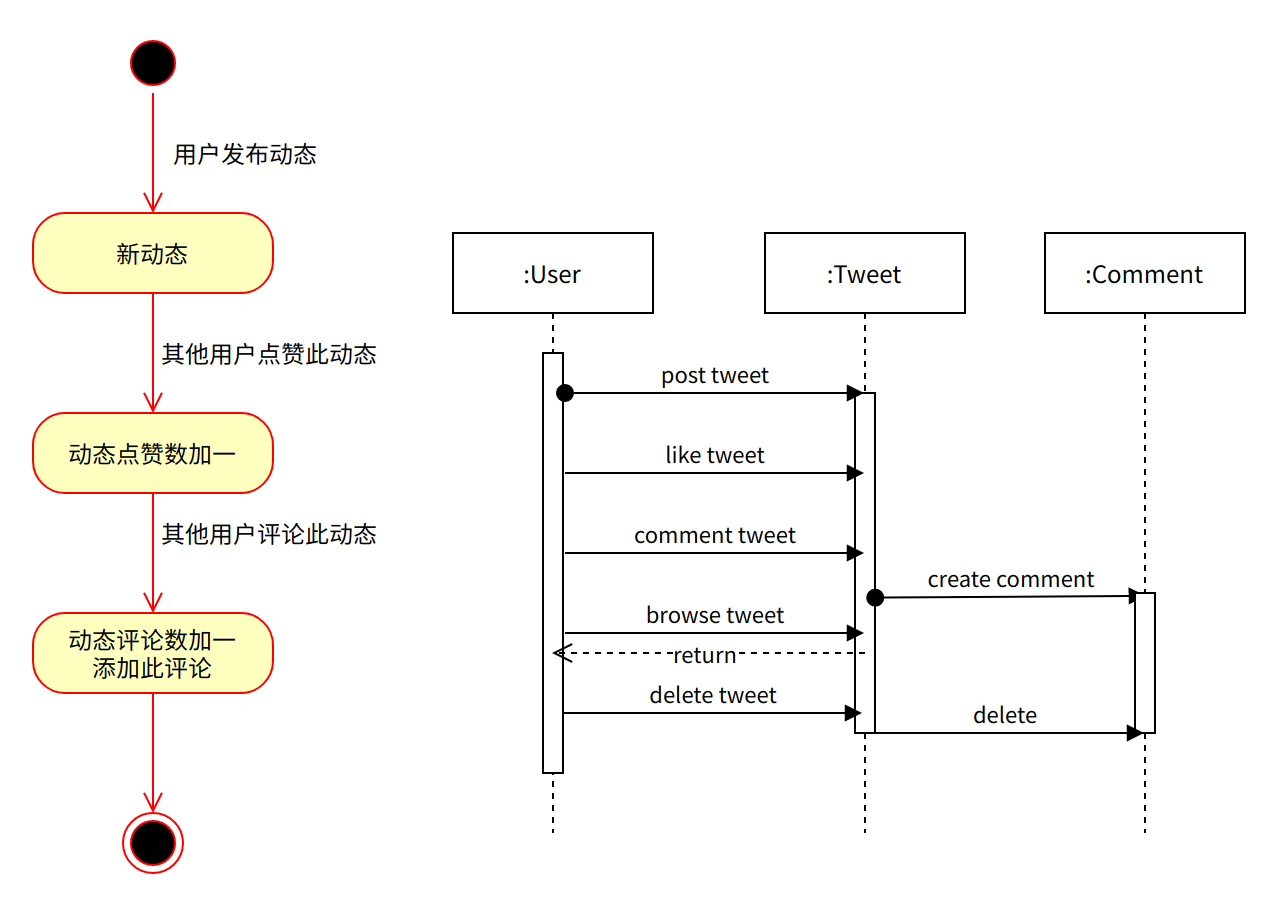 用户发布动态
新动态
其他用户点赞此动态
动态点赞数加一
其他用户评论此动态
动态评论数加一
添加此评论
:User
:Tweet
:Comment
post tweet
like tweet
comment tweet
create comment
browse tweet
return
delete tweet
delete